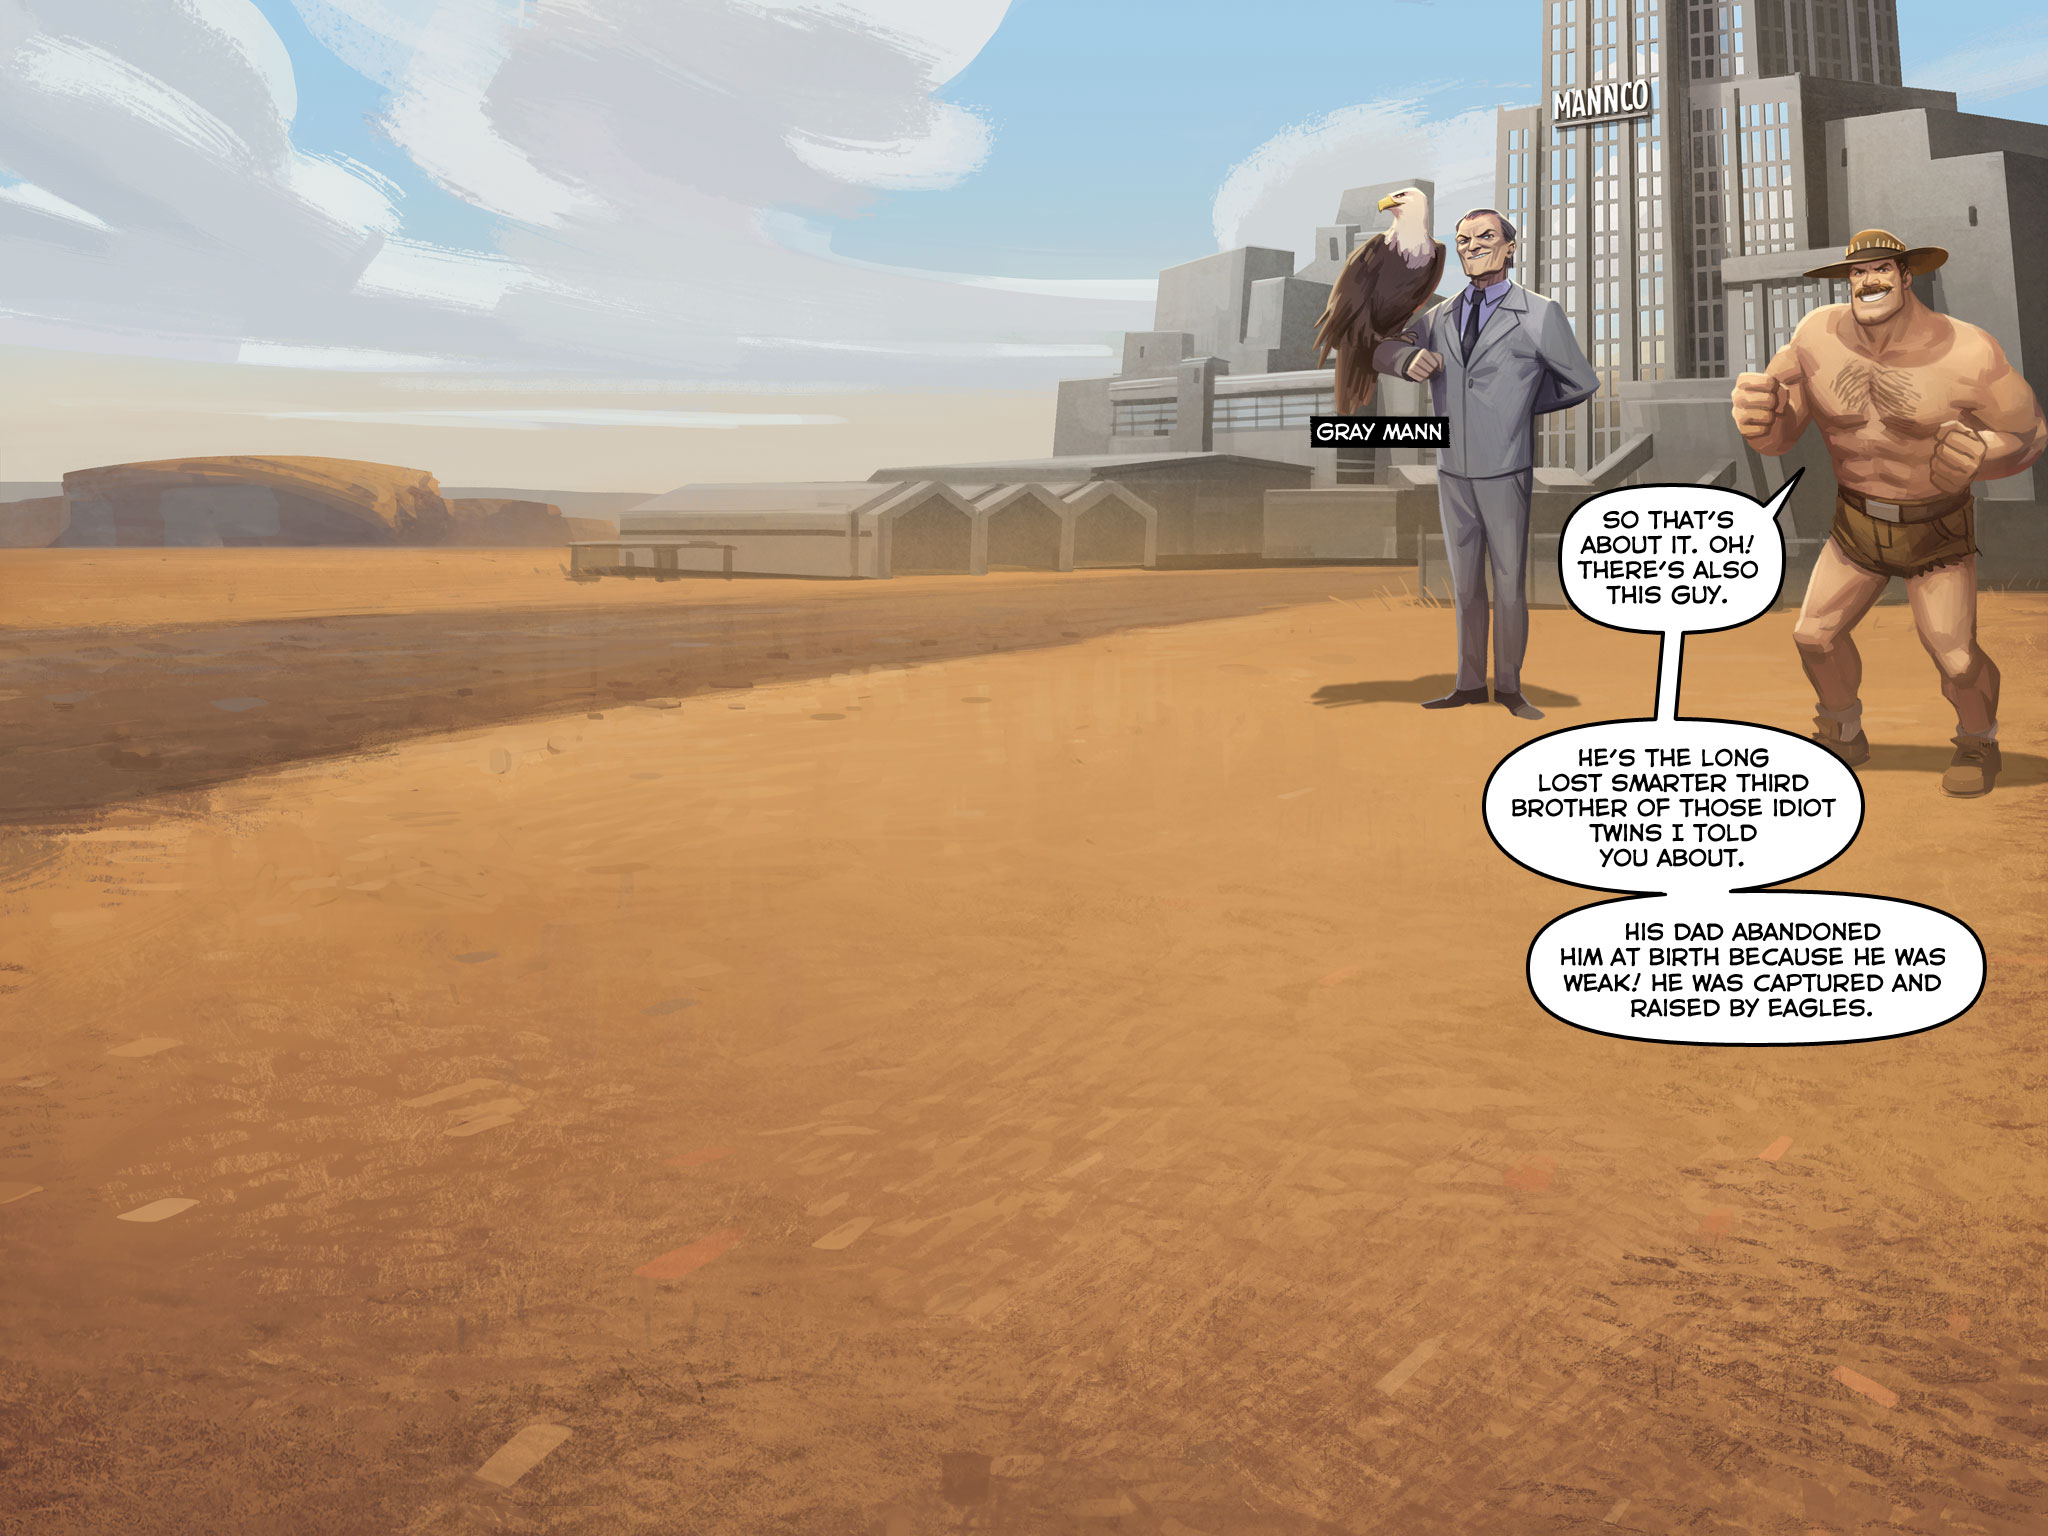 MANNCO
GRAY MANN
SO THAT'S
ABOUT IT. OH!
THERE'S ALSO
THIS GUY.
HE'S THE LONG
LOST SMARTER THIRD
BROTHER OF THOSE IDIOT
TWINS I TOLD
YOU ABOUT.
HIS DAD ABANDONED
HIM AT BIRTH BECAUSE HE WAS
WEAK! HE WAS CAPTURED AND
RAISED BY EAGLES.